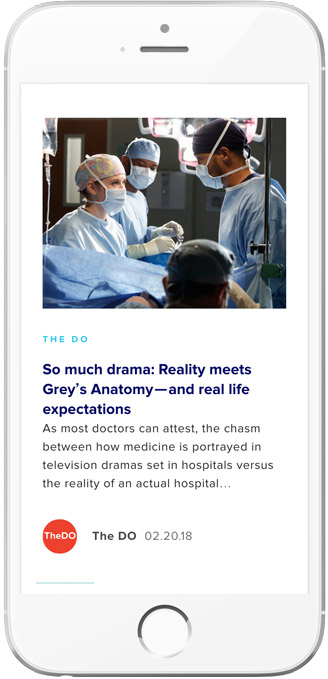 THE DO
So much drama: Reality meets
Grey’s Anatomy—and real life
expectations
As most doctors can attest, the chasm
between how medicine is portrayed in
television dramas set in hospitals versus
the reality of an actual hospital...
TheDO The DO 02.20.18